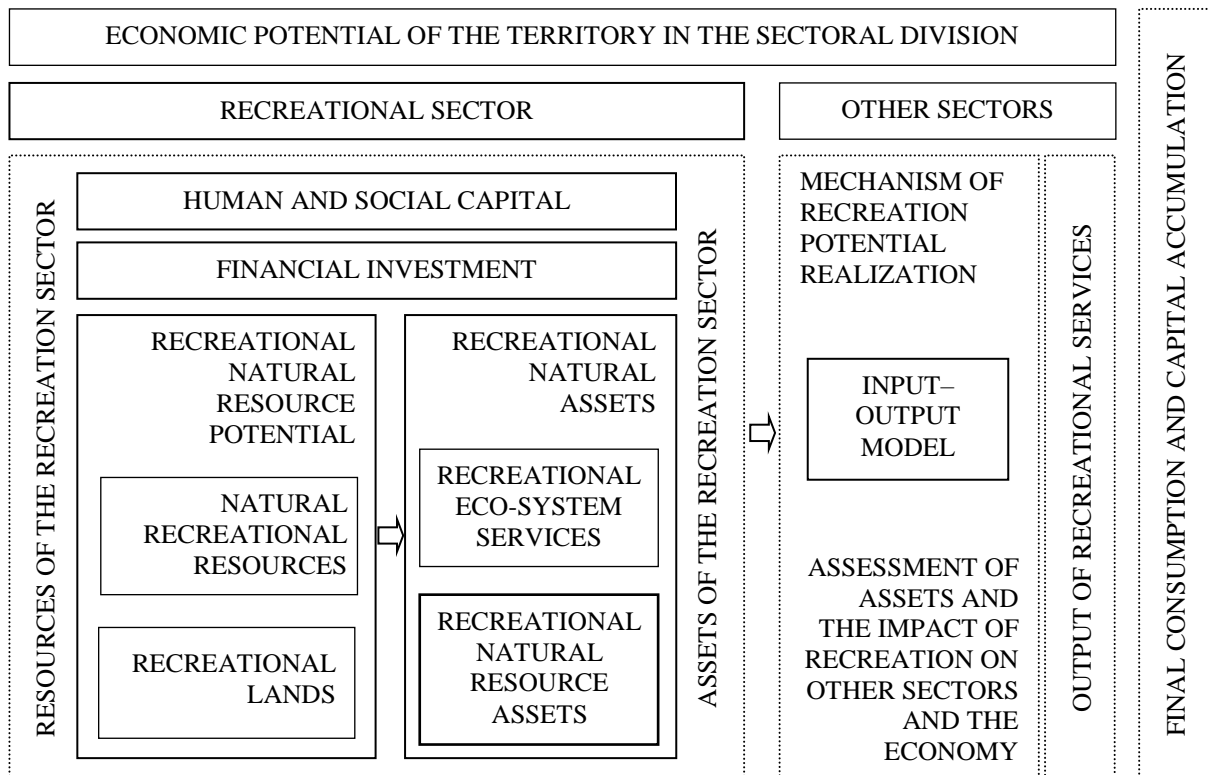 ECONOMIC POTENTIAL OF THE TERRITORY IN THE SECTORAL DIVISION
RECREATIONAL SECTOR
OTHER SECTORS
RESOURCES OF THE RECREATION SECTOR
HUMAN AND SOCIAL CAPITAL
FINANCIAL INVESTMENT
RECREATIONAL
NATURAL
RESOURCE
POTENTIAL
NATURAL
RECREATIONAL
RESOURCES
RECREATIONAL
LANDS
RECREATIONAL
NATURAL
ASSETS
RECREATIONAL
ECO-SYSTEM
SERVICES
RECREATIONAL
NATURAL
RESOURCE
ASSETS
ASSETS OF THE RECREATION SECTOR
MECHANISM OF
RECREATION
POTENTIAL
REALIZATION
INPUT–
OUTPUT
MODEL
ASSESSMENT OF
ASSETS AND
THE IMPACT OF
RECREATION ON
OTHER SECTORS
AND THE
ECONOMY
OUTPUT OF RECREATIONAL SERVICES
FINAL CONSUMPTION AND CAPITAL ACCUMULATION